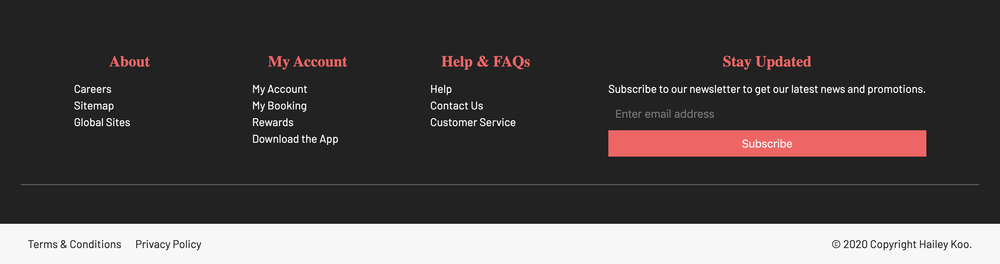 About
Careers
Sitemap
Global Sites
My Account
My Account
My Booking
Rewards
Download the App
Help & FAQs
Help
Contact Us
Customer Service
Stay Updated
Subscribe to our newsletter to get our latest news and promotions.
Enter email address
Subscribe
Terms & Conditions
Privacy Policy
© 2020 Copyright Hailey Koo.